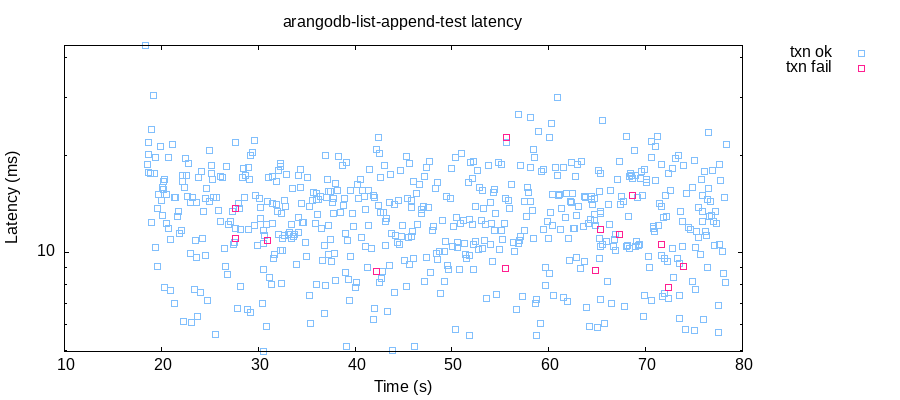 arangodb-list-append-test latency
txn ok
txn fail
Latency (ms)
10
10 20 30 40 50 60 70 80
Time (s)